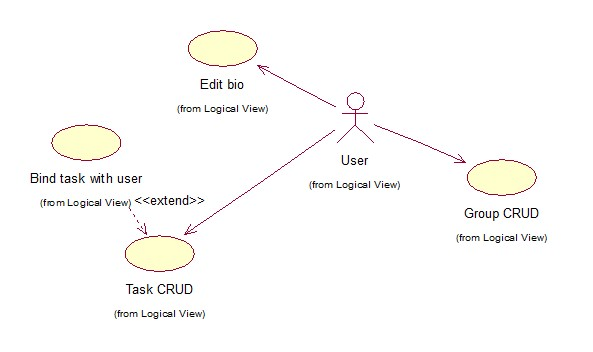 Edit bio
(from Logical View)
User
(from Logical View)
Bind task with user
(from Logical View)
<<extend>>
Group CRUD
(from Logical View)
Task CRUD
(from Logical View)